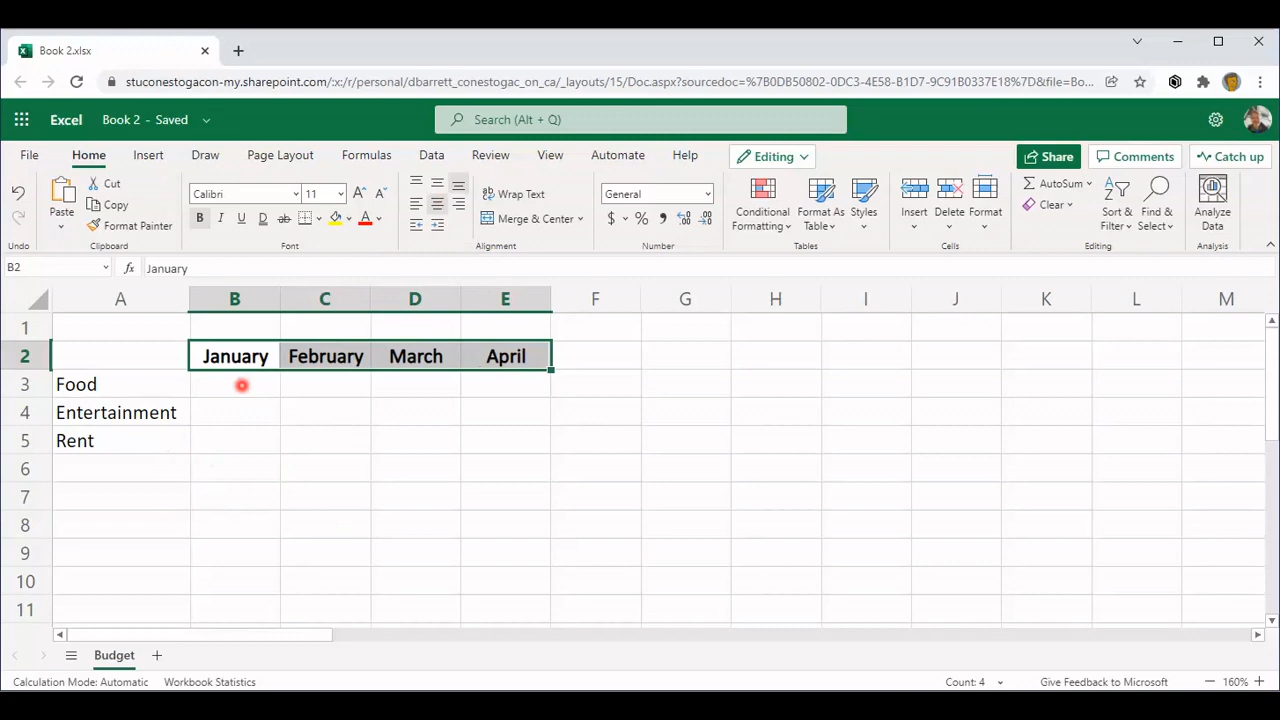 Book 2.xlsx
stuconestogacon-my.sharepoint.com/:x:/r/personal/dbarrett_conestogac_on_ca/_layouts/15/Doc.aspx?sourcedoc=%7B0DB50802-0DC3-4E58-B1D7-9C91B0337E18%7D&file=Bo...
Excel Book 2 - Saved Search (Alt + Q)
File Home Insert Draw Page Layout Formulas Data Review View Automate Help Editing Share Comments Catch up
Paste Cut Copy Format Painter
Calibri 11 B I U D ab A
Wrap Text Merge & Center
General $ % 9
Conditional Formatting Format As Table Styles
Insert Delete Format
AutoSum Clear Sort & Filter Find & Select Analyze Data
Undo Clipboard Font Alignment Number Tables Cells Editing Analysis
B2 fx January
A B C D E F G H I J K L M
1
2 January February March April
3 Food
4 Entertainment
5 Rent
6
7
8
9
10
11
Budget
Calculation Mode: Automatic Workbook Statistics Count: 4 Give Feedback to Microsoft 160%